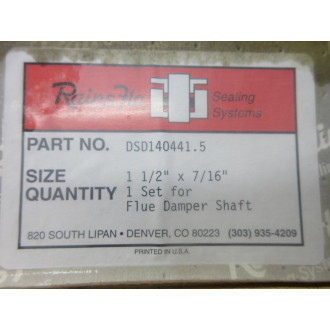 RainsFlo
Sealing
Systems
PART NO. DSD140441.5
SIZE 1 1/2" x 7/16"
QUANTITY 1 Set for
Flue Damper Shaft
820 SOUTH LIPAN • DENVER, CO 80223 (303) 935-4209
PRINTED IN U.S.A.